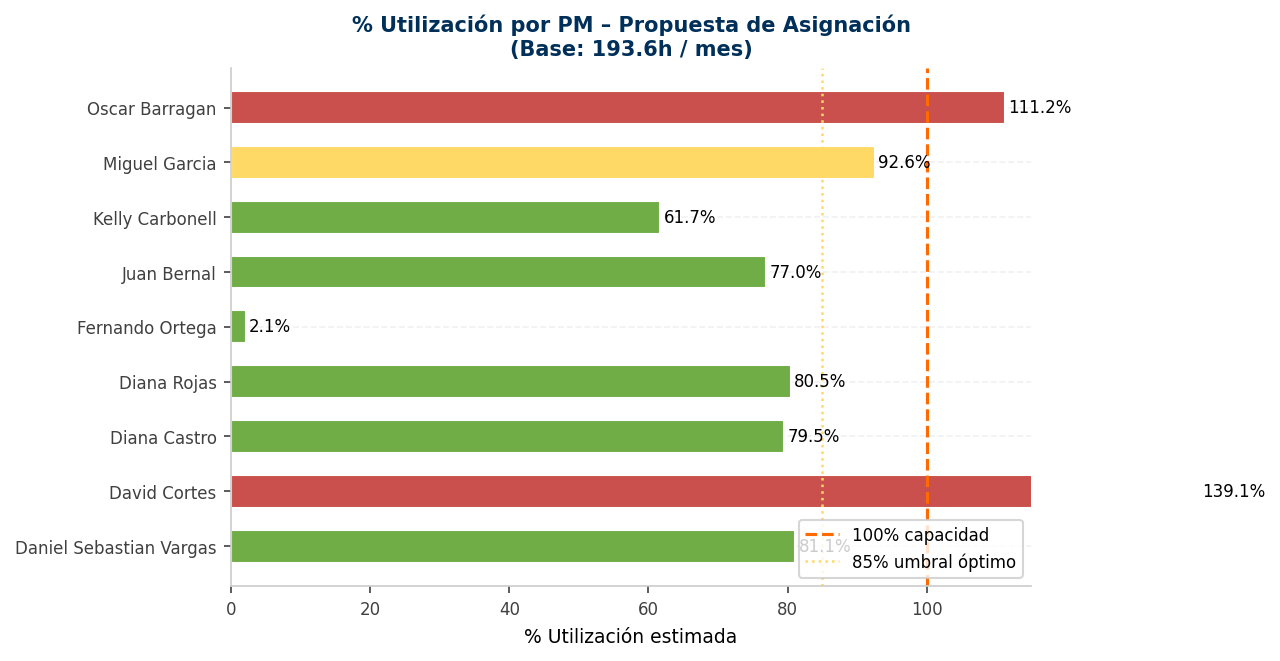 % Utilización por PM – Propuesta de Asignación
(Base: 193.6h / mes)
Oscar Barragan 111.2%
Miguel Garcia 92.6%
Kelly Carbonell 61.7%
Juan Bernal 77.0%
Fernando Ortega 2.1%
Diana Rojas 80.5%
Diana Castro 79.5%
David Cortes 139.1%
Daniel Sebastian Vargas 81.1%
100% capacidad
85% umbral óptimo
0 20 40 60 80 100
% Utilización estimada